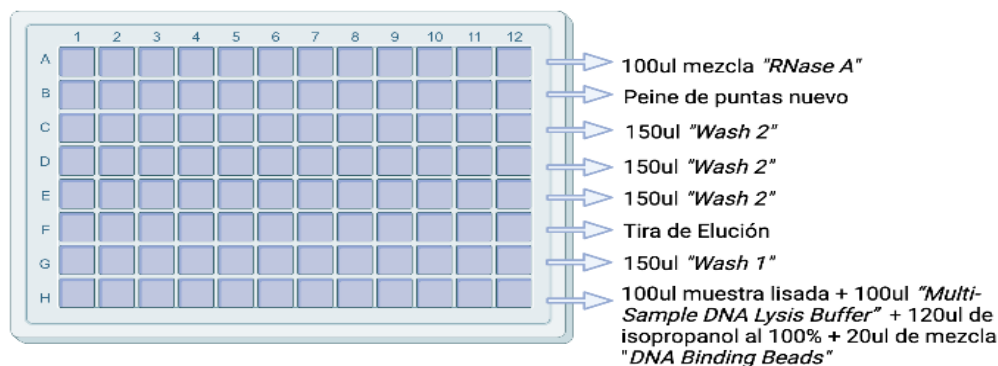 1 2 3 4 5 6 7 8 9 10 11 12
A
100ul mezcla "RNase A"
B
Peine de puntas nuevo
C
150ul "Wash 2"
D
150ul "Wash 2"
E
150ul "Wash 2"
F
Tira de Elución
G
150ul "Wash 1"
H
100ul muestra lisada + 100ul “Multi-
Sample DNA Lysis Buffer” + 120ul de
isopropanol al 100% + 20ul de mezcla
"DNA Binding Beads"